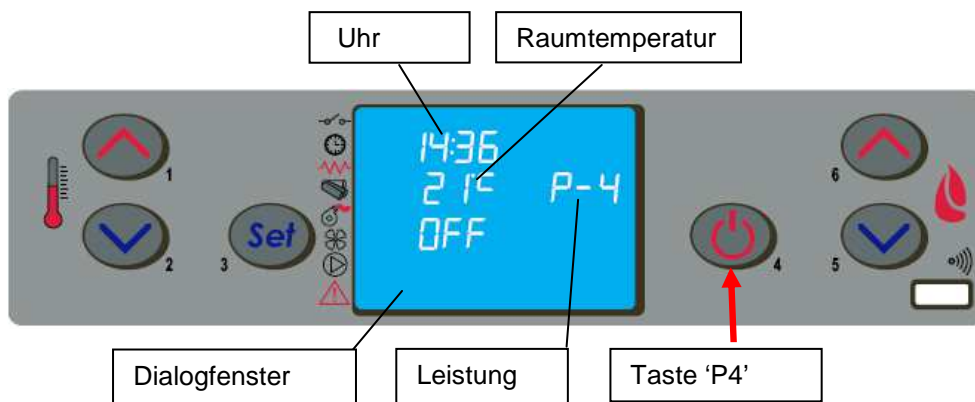 Uhr
Raumtemperatur
14:36
21°C
P-4
OFF
1
2
3
Set
4
5
6
Dialogfenster
Leistung
Taste ‘P4’